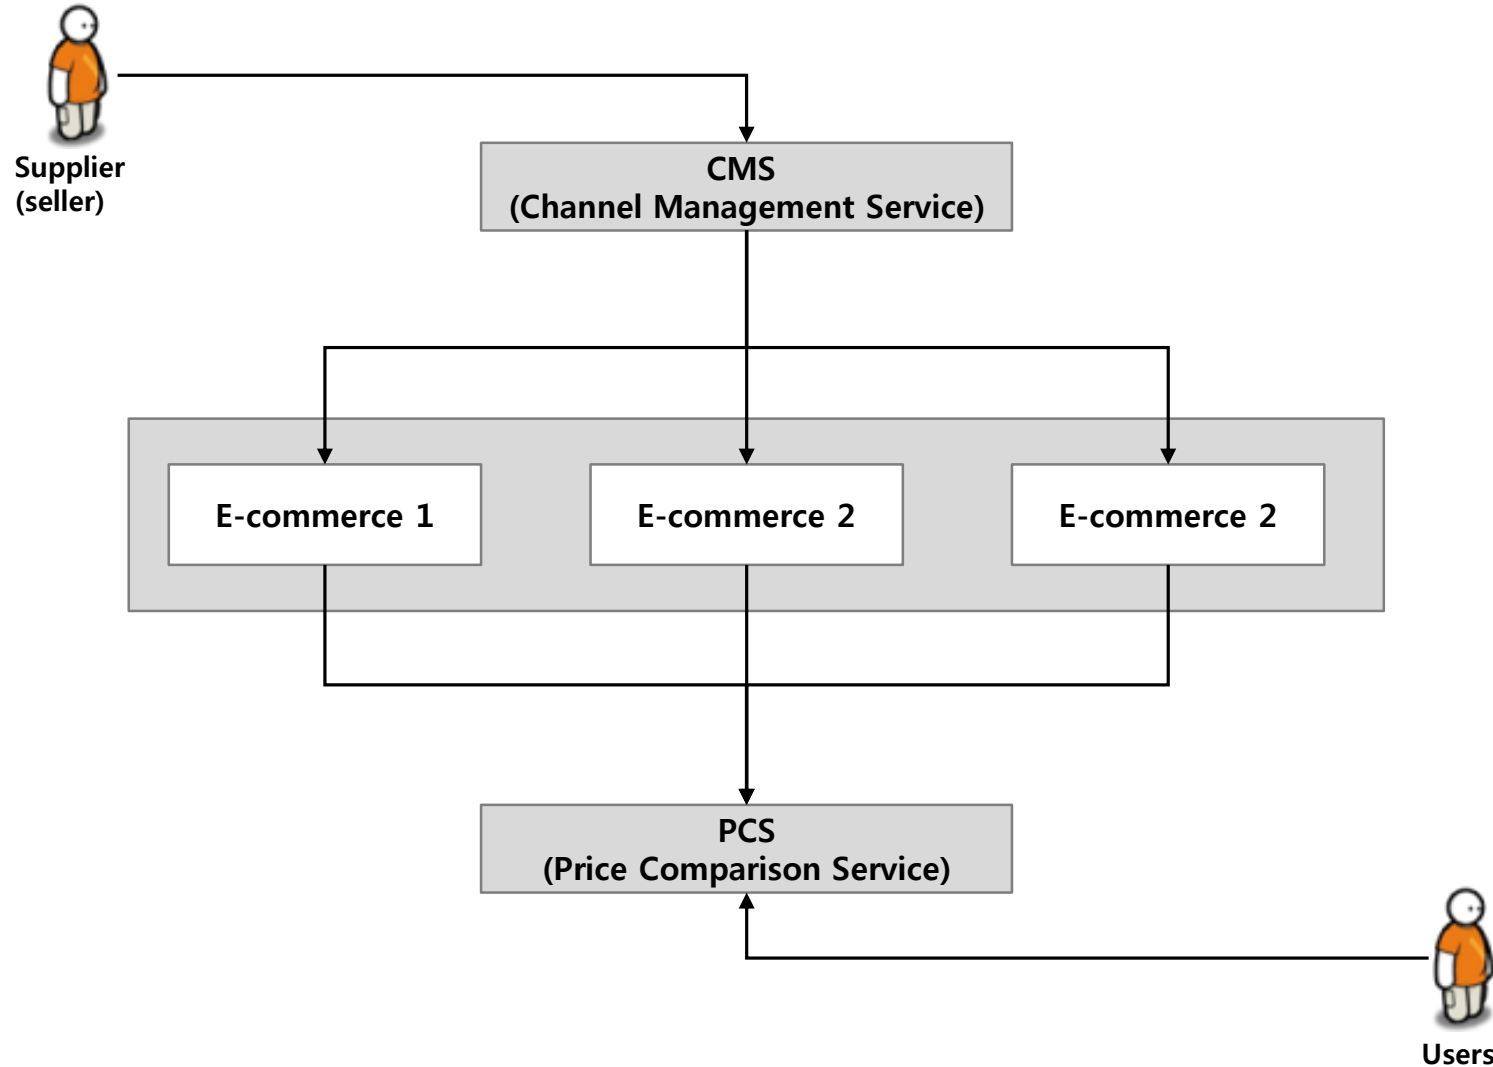 Supplier
(seller)
CMS
(Channel Management Service)
E-commerce 1
E-commerce 2
E-commerce 2
PCS
(Price Comparison Service)
Users